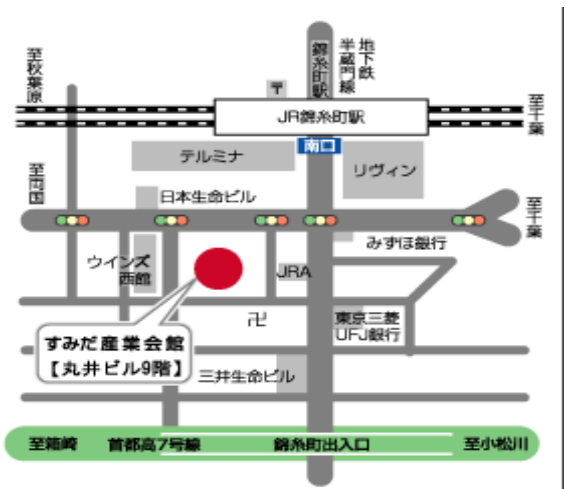 至秋葉原
錦糸町駅
地下鉄
半蔵門線
〒
JR錦糸町駅
至千葉
南口
テルミナ
リヴィン
至両国
日本生命ビル
至千葉
みずほ銀行
ウインズ
西館
JRA
卍
東京三菱
UFJ銀行
すみだ産業会館
【丸井ビル9階】
三井生命ビル
至箱崎
首都高7号線
錦糸町出入口
至小松川